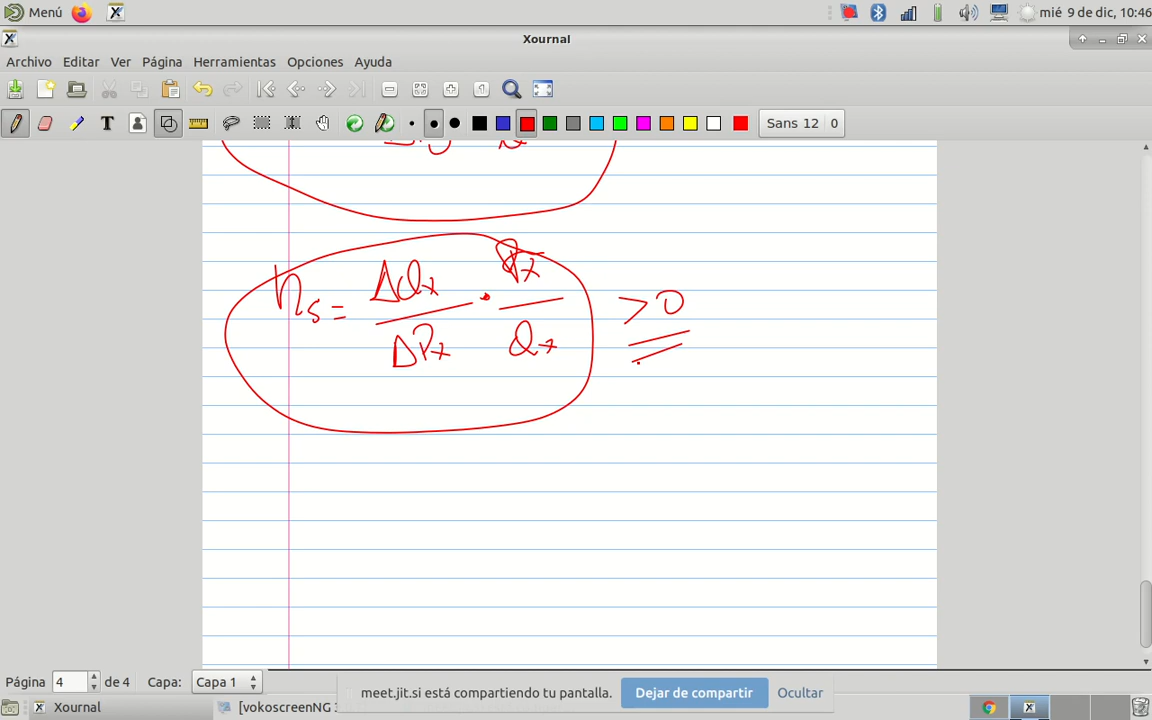 Menú mié 9 de dic, 10:46
Xournal
Archivo Editar Ver Página Herramientas Opciones Ayuda
Sans 12 0
ηs = ΔQx / ΔPx · Px / Qx > 0
Página 4 de 4 Capa: Capa 1
meet.jit.si está compartiendo tu pantalla. Dejar de compartir Ocultar
Xournal [vokoscreenNG 3